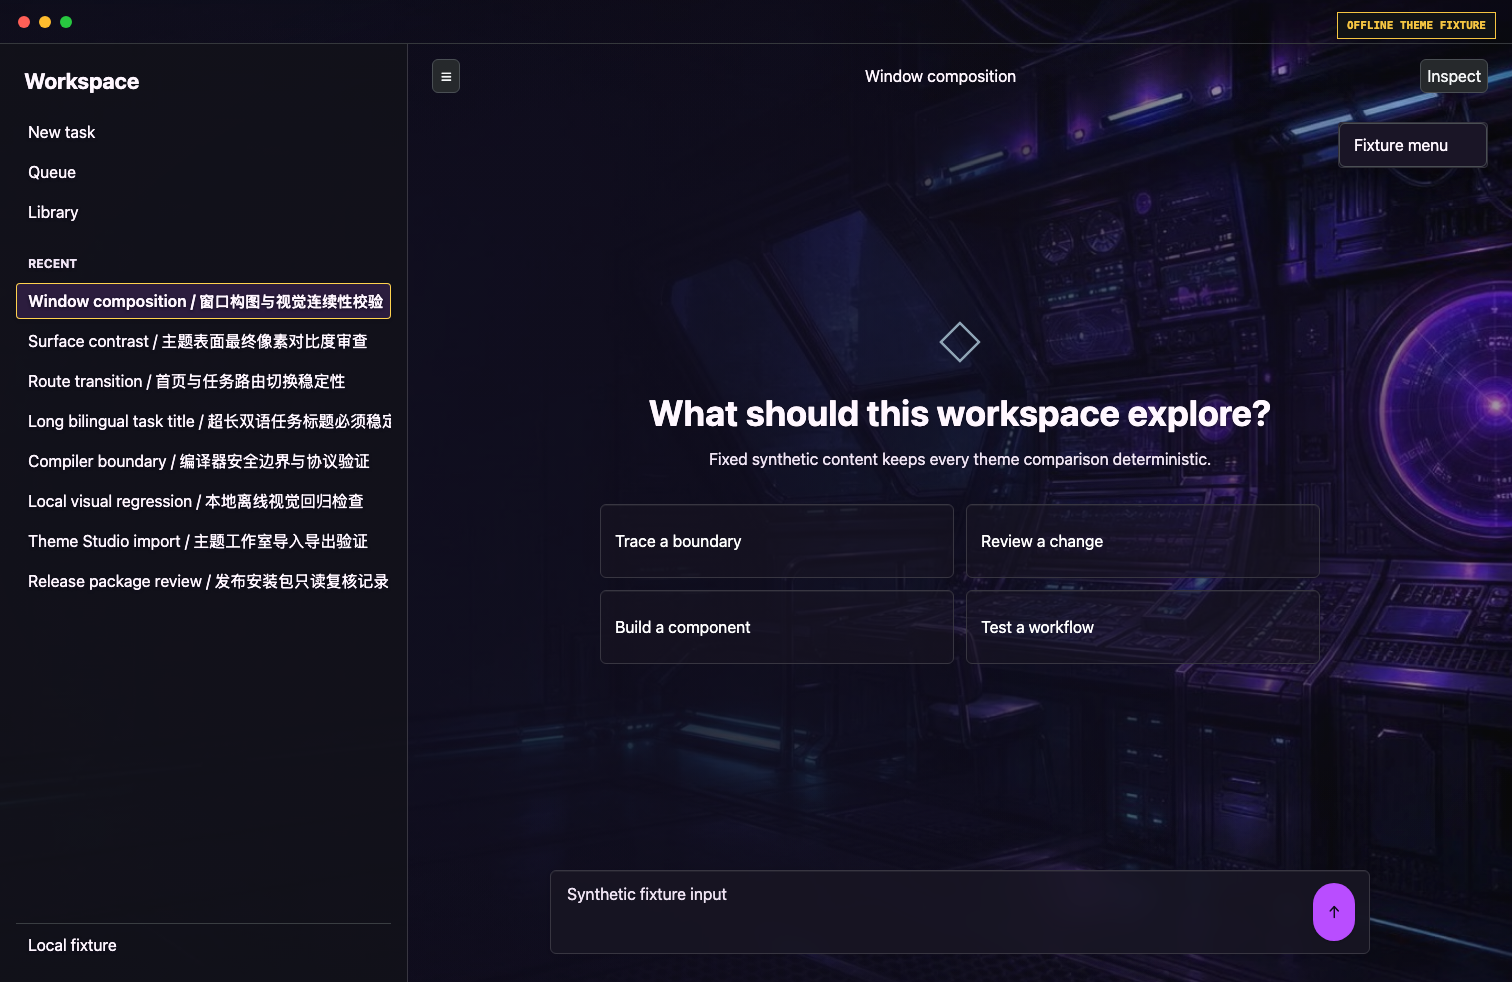 OFFLINE THEME FIXTURE
Workspace
New task
Queue
Library
RECENT
Window composition / 窗口构图与视觉连续性校验
Surface contrast / 主题表面最终像素对比度审查
Route transition / 首页与任务路由切换稳定性
Long bilingual task title / 超长双语任务标题必须稳定
Compiler boundary / 编译器安全边界与协议验证
Local visual regression / 本地离线视觉回归检查
Theme Studio import / 主题工作室导入导出验证
Release package review / 发布安装包只读复核记录
Local fixture
Window composition
Inspect
Fixture menu
What should this workspace explore?
Fixed synthetic content keeps every theme comparison deterministic.
Trace a boundary
Review a change
Build a component
Test a workflow
Synthetic fixture input